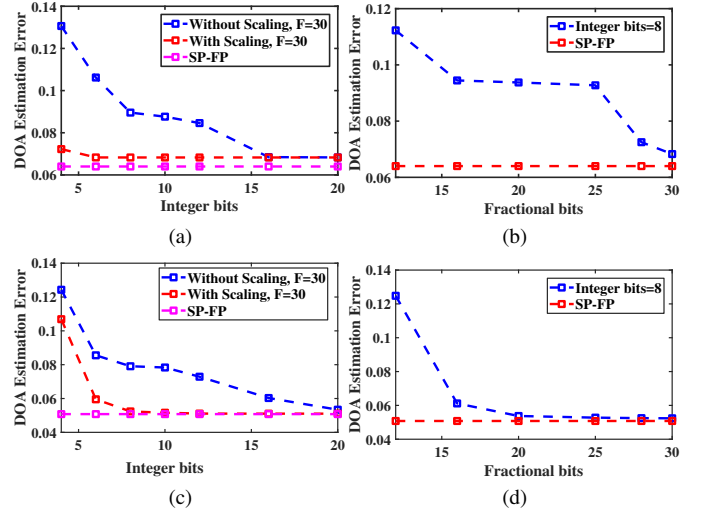 0.14
0.12
0.1
0.08
0.06
DOA Estimation Error
Without Scaling, F=30
With Scaling, F=30
SP-FP
5
10
15
20
Integer bits
(a)
0.1
0.08
0.06
DOA Estimation Error
Integer bits=8
SP-FP
15
20
25
30
Fractional bits
(b)
0.14
0.12
0.1
0.08
0.06
0.04
DOA Estimation Error
Without Scaling, F=30
With Scaling, F=30
SP-FP
5
10
15
20
Integer bits
(c)
0.14
0.12
0.1
0.08
0.06
0.04
DOA Estimation Error
Integer bits=8
SP-FP
15
20
25
30
Fractional bits
(d)